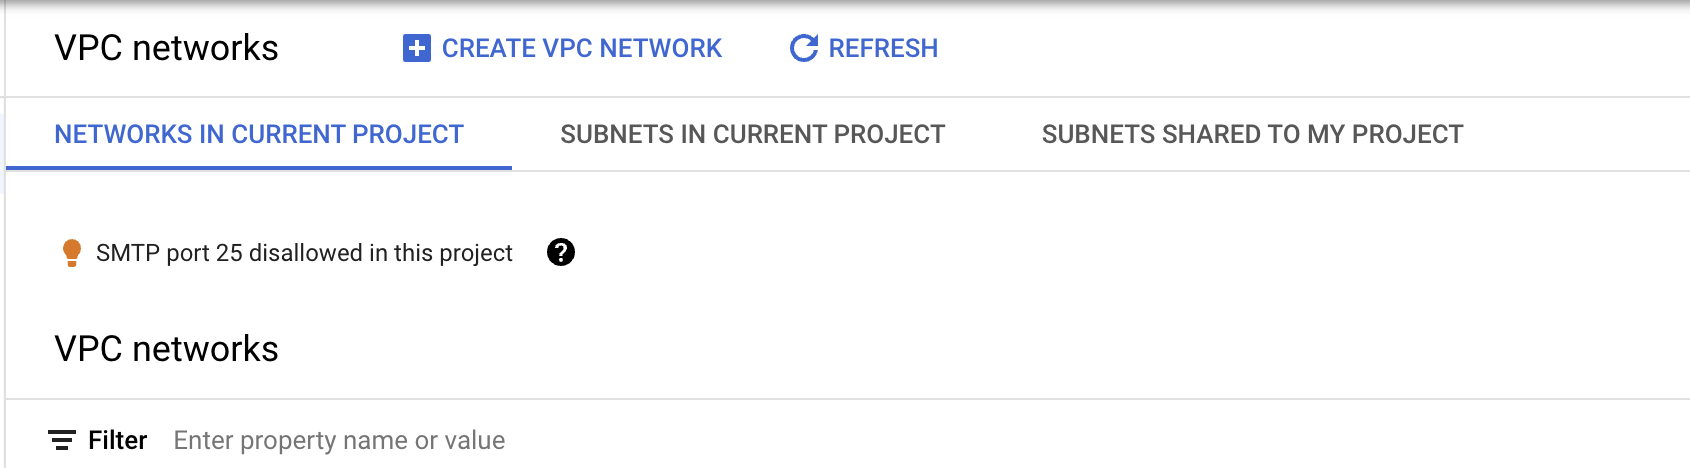 VPC networks CREATE VPC NETWORK REFRESH
NETWORKS IN CURRENT PROJECT SUBNETS IN CURRENT PROJECT SUBNETS SHARED TO MY PROJECT
SMTP port 25 disallowed in this project ?
VPC networks
Filter Enter property name or value